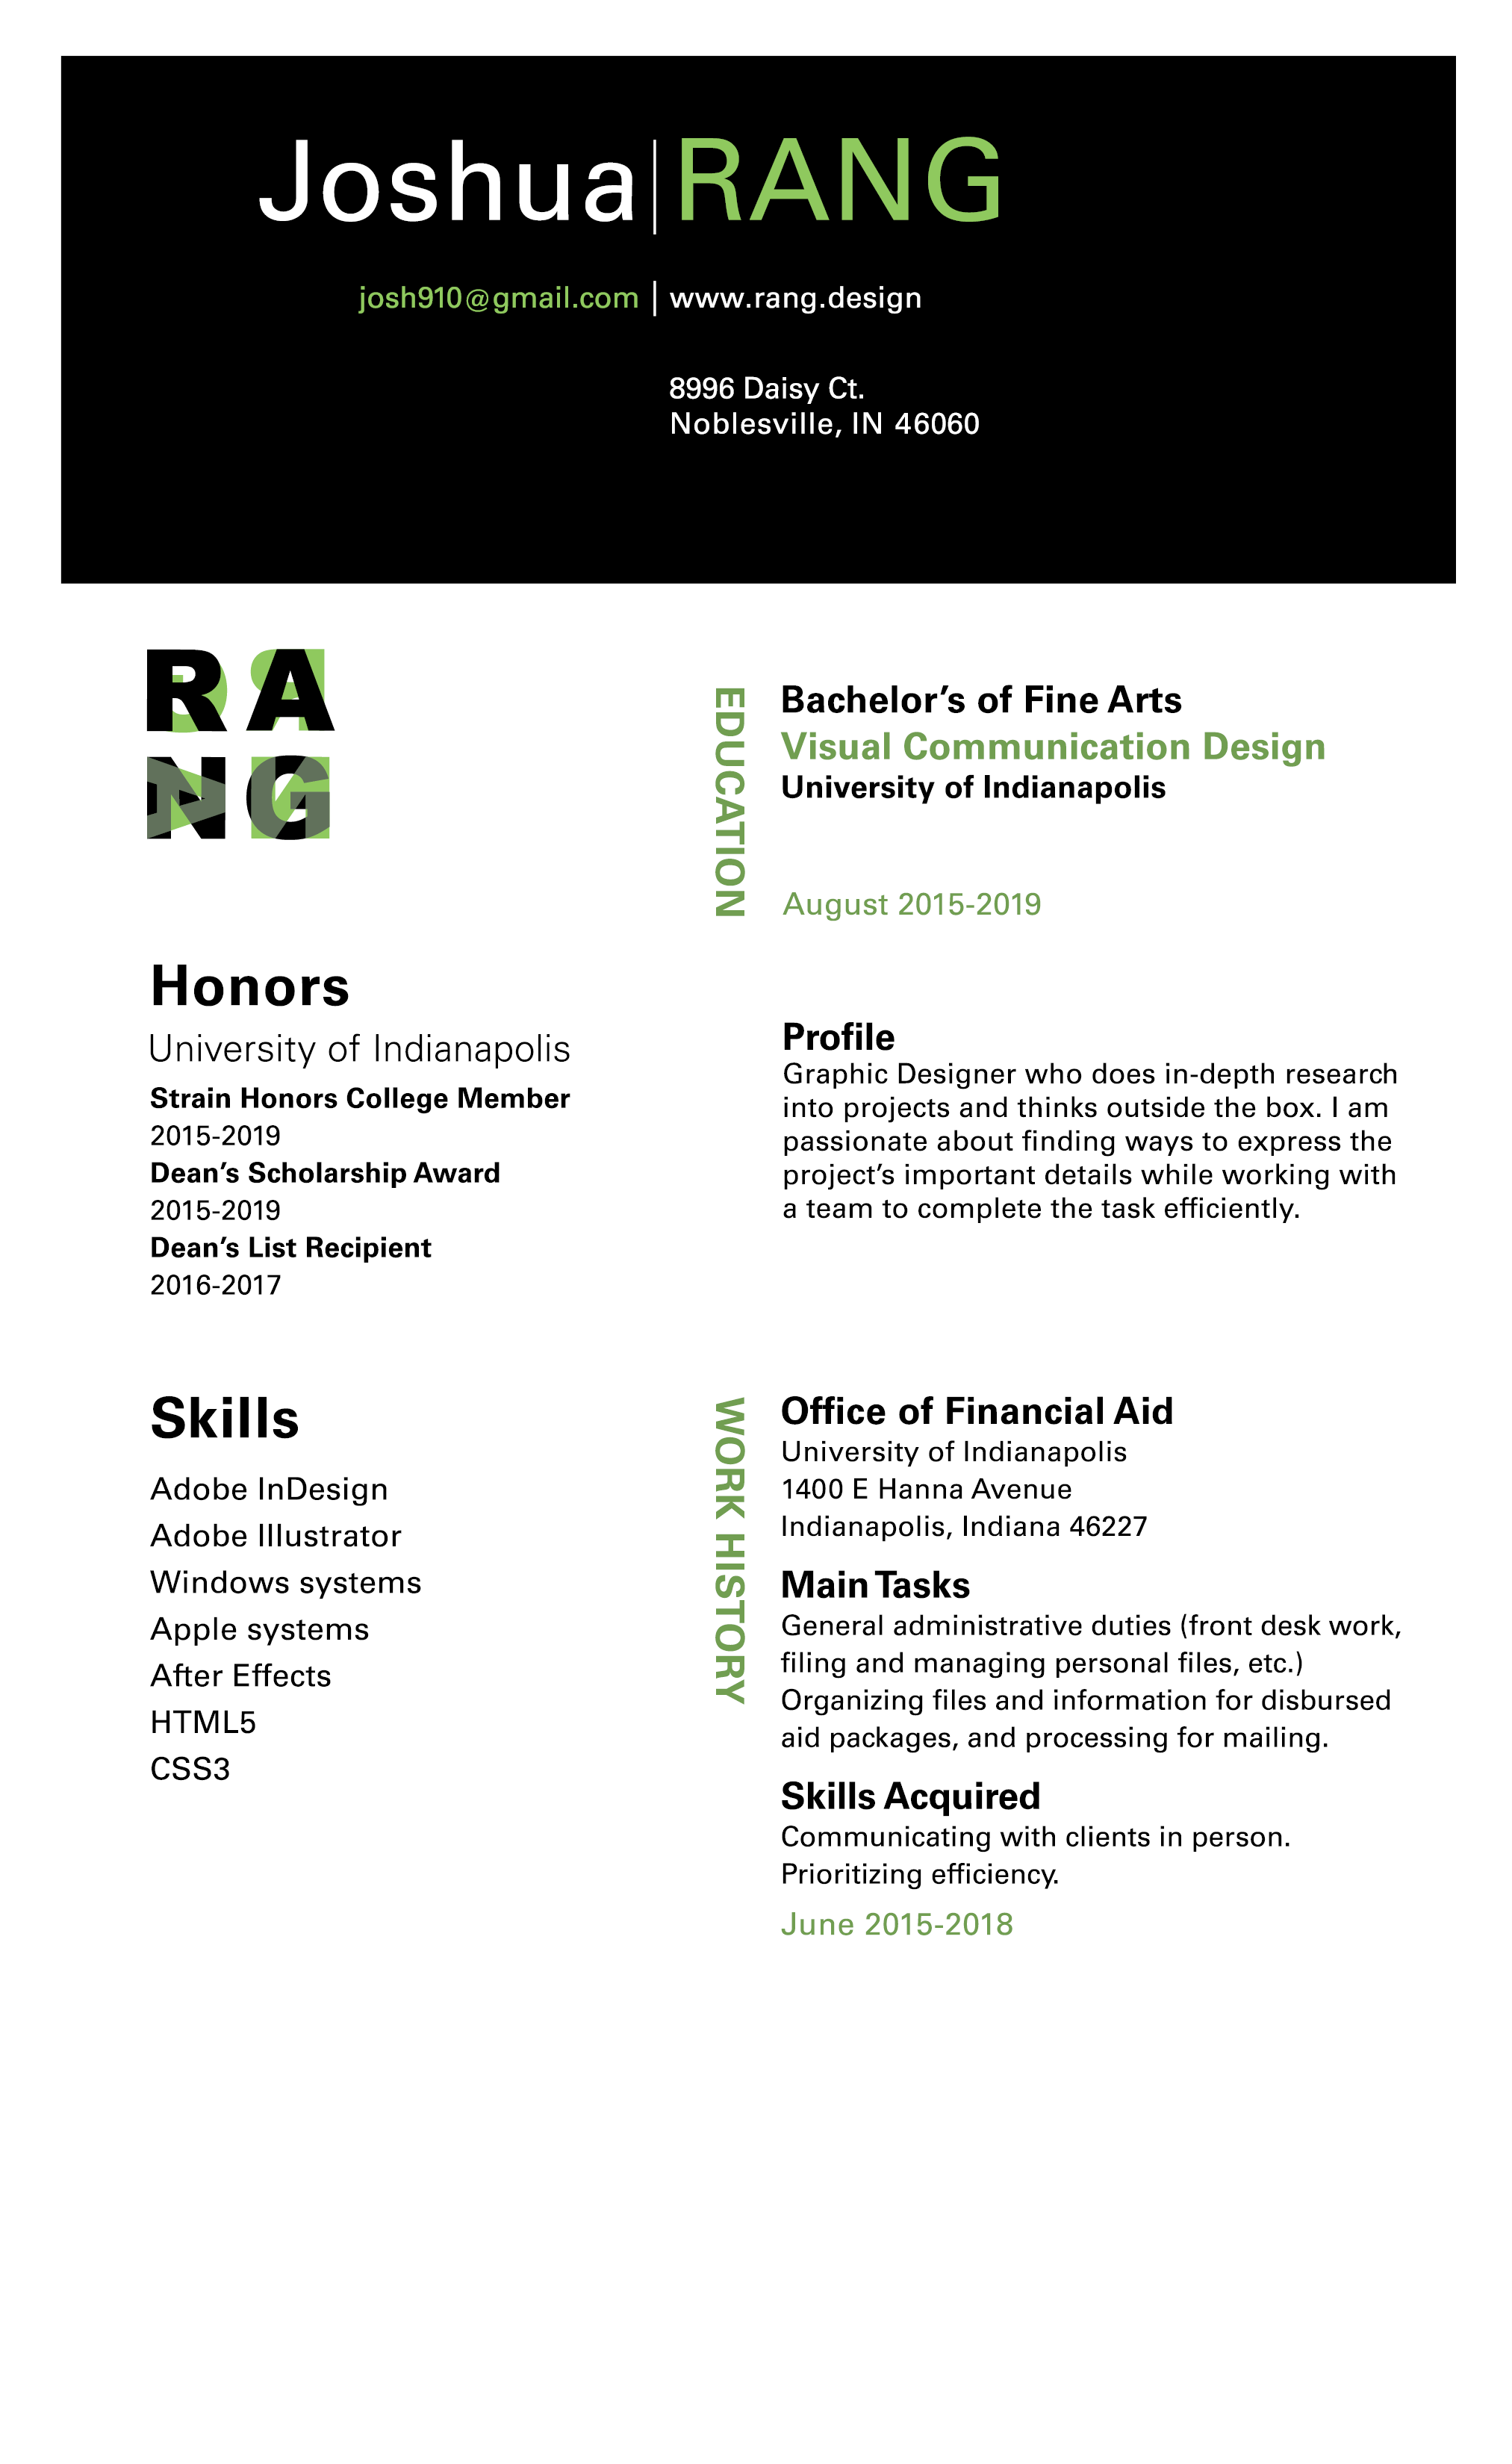 Joshua|RANG
josh910@gmail.com | www.rang.design
8996 Daisy Ct.
Noblesville, IN 46060
RA
NG
Honors
University of Indianapolis
Strain Honors College Member
2015-2019
Dean’s Scholarship Award
2015-2019
Dean’s List Recipient
2016-2017
Skills
Adobe InDesign
Adobe Illustrator
Windows systems
Apple systems
After Effects
HTML5
CSS3
EDUCATION
Bachelor’s of Fine Arts
Visual Communication Design
University of Indianapolis
August 2015-2019
Profile
Graphic Designer who does in-depth research
into projects and thinks outside the box. I am
passionate about finding ways to express the
project’s important details while working with
a team to complete the task efficiently.
WORK HISTORY
Office of Financial Aid
University of Indianapolis
1400 E Hanna Avenue
Indianapolis, Indiana 46227
Main Tasks
General administrative duties (front desk work,
filing and managing personal files, etc.)
Organizing files and information for disbursed
aid packages, and processing for mailing.
Skills Acquired
Communicating with clients in person.
Prioritizing efficiency.
June 2015-2018